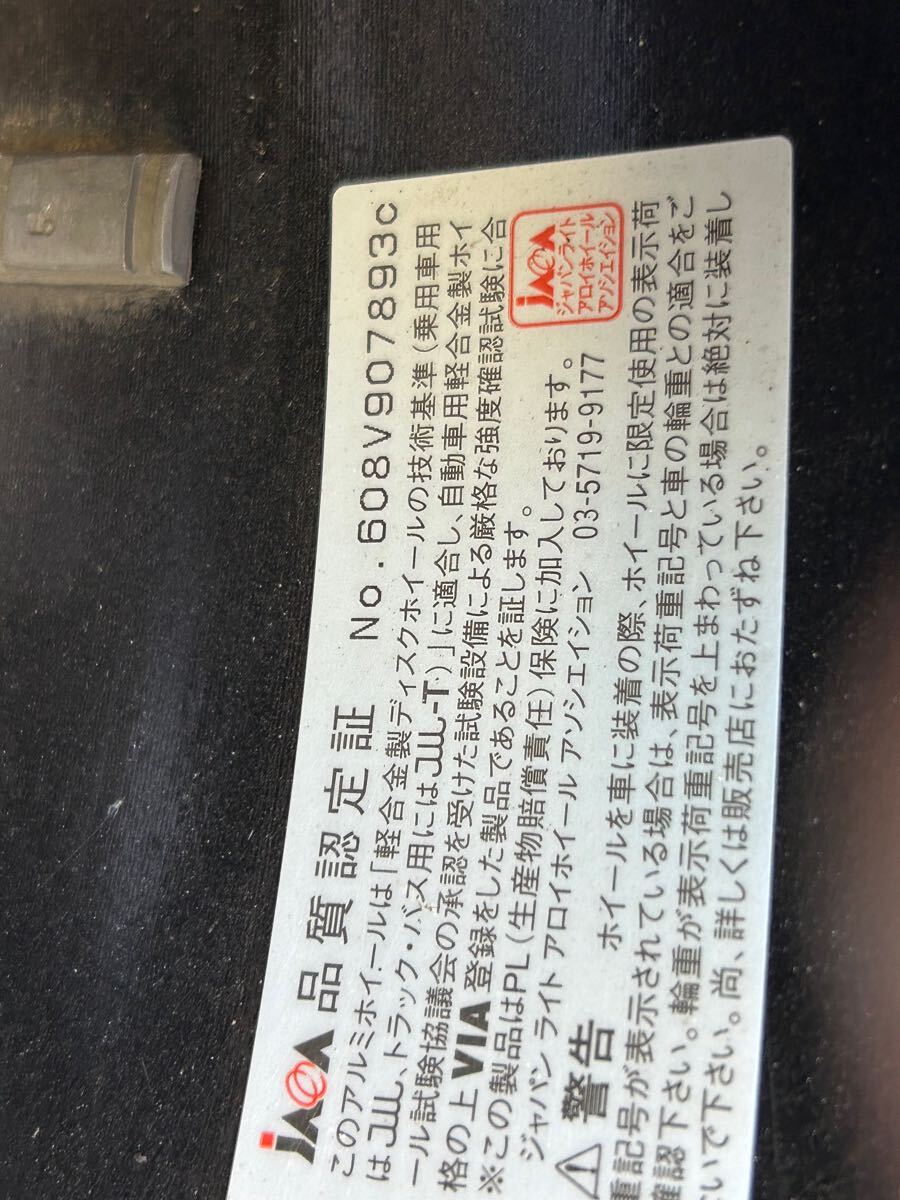 JAWA 品質認定証 No.608V907893C
このアルミホイールは「軽合金製ディスクホイールの技術基準(乗用車用
はJWL、トラック・バス用にはJWL-T)」に適合し、自動車用軽合金製ホイ
ール試験協議会の承認を受けた試験設備による厳格な強度確認試験に合
格の上 VIA 登録をした製品であることを証します。
※この製品はPL(生産物賠償責任)保険に加入しております。
ジャパン ライト アロイホイール アソシエイション 03-5719-9177
JAWA
ジャパンライト
アロイホイール
アソシエイション
警告 ホイールを車に装着の際、ホイールに限定使用の表示荷
重記号が表示されている場合は、表示荷重記号と車の輪重との適合をご
確認下さい。輪重が表示荷重記号を上まわっている場合は絶対に装着し
ないで下さい。尚、詳しくは販売店におたずね下さい。